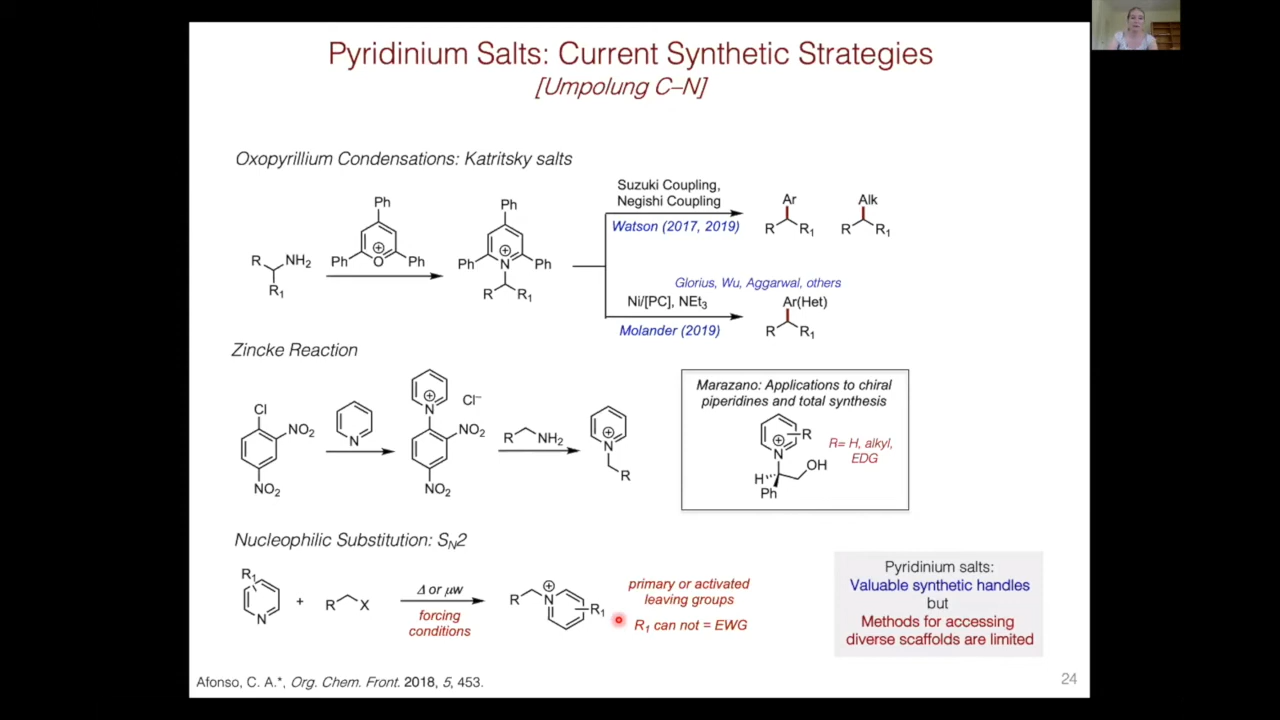 Pyridinium Salts: Current Synthetic Strategies
[Umpolung C–N]
Oxopyrillium Condensations: Katritsky salts
R
NH2
R1
Ph
Ph
O
Ph
Ph
Ph
N
Ph
R
R1
Suzuki Coupling,
Negishi Coupling
Watson (2017, 2019)
Ar
R
R1
Alk
R
R1
Glorius, Wu, Aggarwal, others
Ni/[PC], NEt3
Molander (2019)
Ar(Het)
R
R1
Zincke Reaction
Cl
NO2
NO2
N
N
Cl–
NO2
NO2
R
NH2
N
R
Marazano: Applications to chiral
piperidines and total synthesis
R
N
OH
H
Ph
R= H, alkyl,
EDG
Nucleophilic Substitution: SN2
R1
N
+
R
X
Δ or μw
forcing
conditions
R
N
R1
primary or activated
leaving groups
R1 can not = EWG
Pyridinium salts:
Valuable synthetic handles
but
Methods for accessing
diverse scaffolds are limited
Afonso, C. A.*, Org. Chem. Front. 2018, 5, 453.
24